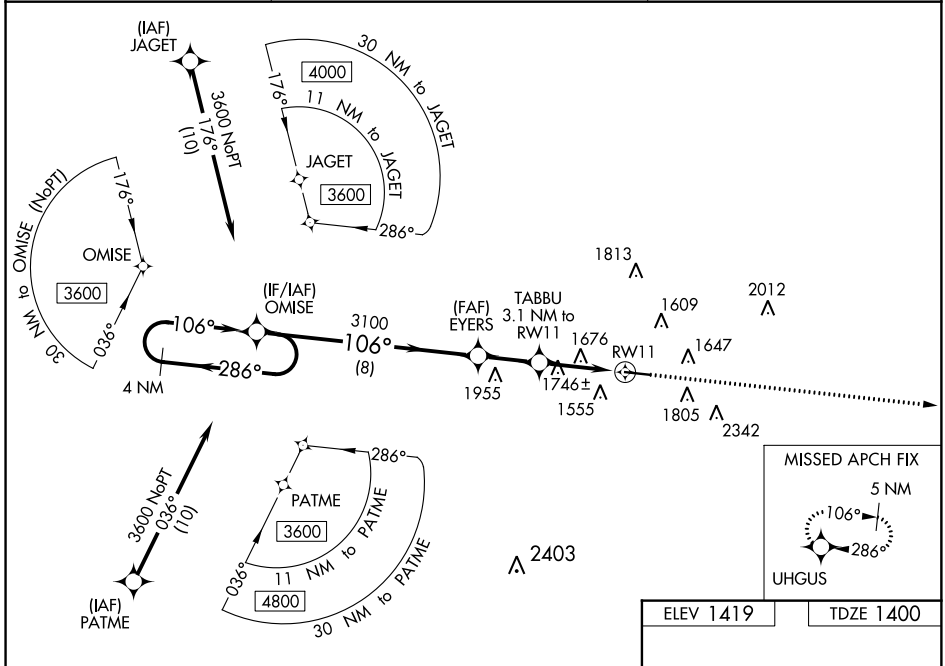 (IAF)
JAGET
3600 NoPT
176°
(10)
30 NM to JAGET
4000
176°
11 NM to JAGET
JAGET
3600
286°
30 NM to OMISE (NoPT)
176°
OMISE
3600
036°
(IF/IAF)
OMISE
106°
286°
4 NM
3100
106°
(8)
(FAF)
EYERS
TABBU
3.1 NM to
RW11
1813
1609
2012
1676
RW11
1647
1955
1746±
1555
1805
2342
286°
PATME
3600
036°
11 NM to PATME
4800
30 NM to PATME
3600 NoPT
036°
(10)
(IAF)
PATME
2403
MISSED APCH FIX
5 NM
106°
286°
UHGUS
ELEV 1419
TDZE 1400